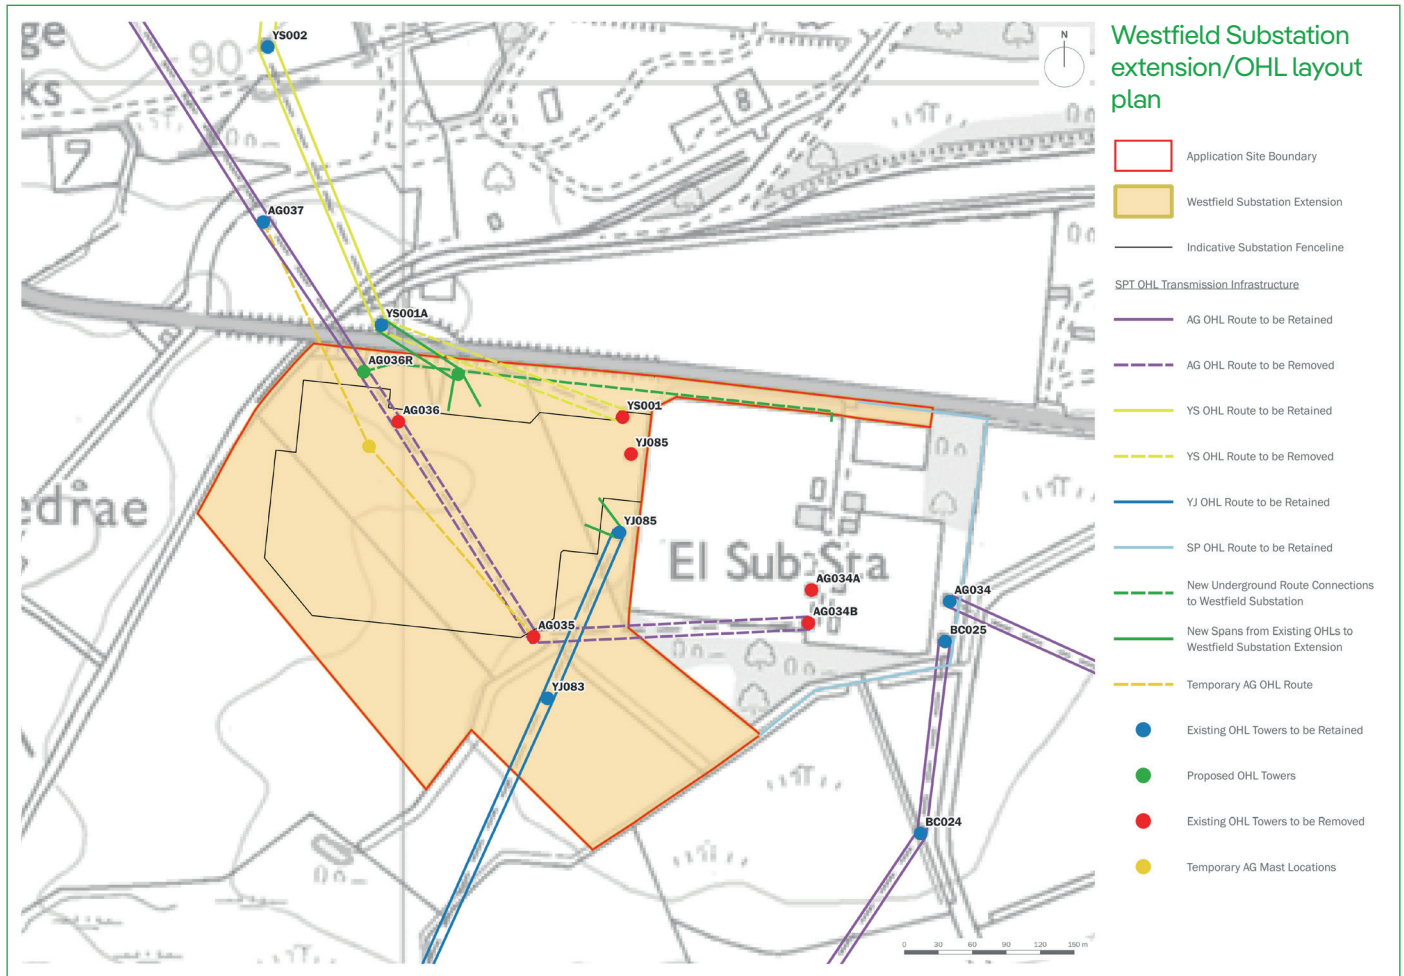 Westfield Substation
extension/OHL layout
plan
Application Site Boundary
Westfield Substation Extension
Indicative Substation Fenceline
SPT OHL Transmission Infrastructure
AG OHL Route to be Retained
AG OHL Route to be Removed
YS OHL Route to be Retained
YS OHL Route to be Removed
YJ OHL Route to be Retained
SP OHL Route to be Retained
New Underground Route Connections
to Westfield Substation
New Spans from Existing OHLs to
Westfield Substation Extension
Temporary AG OHL Route
Existing OHL Towers to be Retained
Proposed OHL Towers
Existing OHL Towers to be Removed
Temporary AG Mast Locations
N
ge
ks
90
YS002
8
7
AG037
YS001A
AG036R
AG036
YS001
YJ085
edrae
YJ085
El Sub Sta
AG034A
AG034B
AG034
AG035
BC025
YJ083
BC024
0 30 60 90 120 150 m